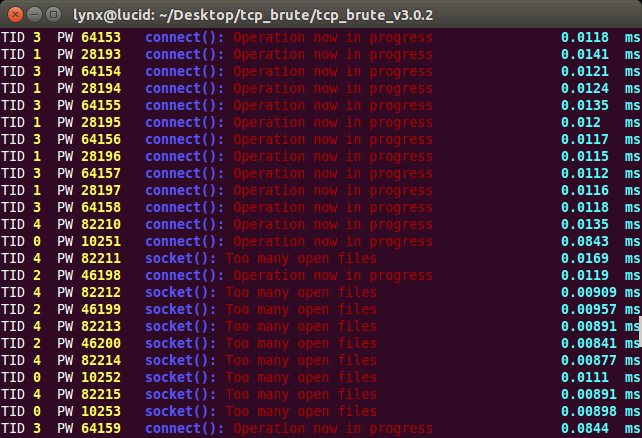 lynx@lucid: ~/Desktop/tcp_brute/tcp_brute_v3.0.2
TID 3 PW 64153 connect(): Operation now in progress 0.0118 ms
TID 1 PW 28193 connect(): Operation now in progress 0.0141 ms
TID 3 PW 64154 connect(): Operation now in progress 0.0121 ms
TID 1 PW 28194 connect(): Operation now in progress 0.0124 ms
TID 3 PW 64155 connect(): Operation now in progress 0.0135 ms
TID 1 PW 28195 connect(): Operation now in progress 0.012 ms
TID 3 PW 64156 connect(): Operation now in progress 0.0117 ms
TID 1 PW 28196 connect(): Operation now in progress 0.0115 ms
TID 3 PW 64157 connect(): Operation now in progress 0.0112 ms
TID 1 PW 28197 connect(): Operation now in progress 0.0116 ms
TID 3 PW 64158 connect(): Operation now in progress 0.0118 ms
TID 4 PW 82210 connect(): Operation now in progress 0.0135 ms
TID 0 PW 10251 connect(): Operation now in progress 0.0843 ms
TID 4 PW 82211 socket(): Too many open files 0.0169 ms
TID 2 PW 46198 connect(): Operation now in progress 0.0119 ms
TID 4 PW 82212 socket(): Too many open files 0.00909 ms
TID 2 PW 46199 socket(): Too many open files 0.00957 ms
TID 4 PW 82213 socket(): Too many open files 0.00891 ms
TID 2 PW 46200 socket(): Too many open files 0.00841 ms
TID 4 PW 82214 socket(): Too many open files 0.00877 ms
TID 0 PW 10252 socket(): Too many open files 0.0111 ms
TID 4 PW 82215 socket(): Too many open files 0.00891 ms
TID 0 PW 10253 socket(): Too many open files 0.00898 ms
TID 3 PW 64159 connect(): Operation now in progress 0.0844 ms